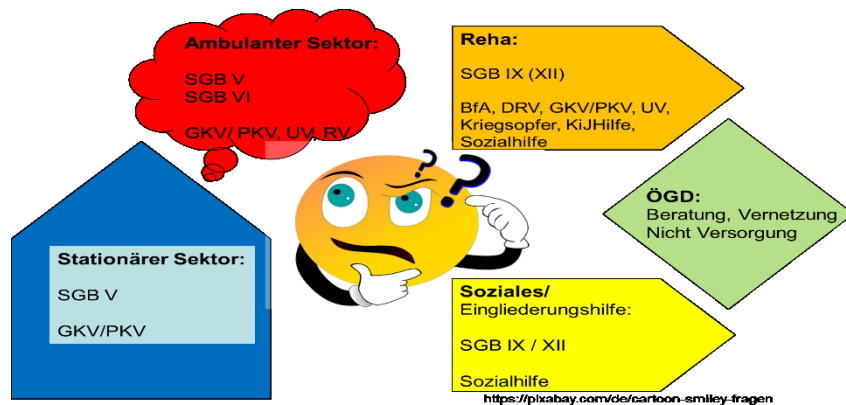 Ambulanter Sektor:
SGB V
SGB VI
GKV/ PKV, UV, RV
Reha:
SGB IX (XII)
BfA, DRV, GKV/PKV, UV,
Kriegsopfer, KiJHilfe,
Sozialhilfe
?
?
ÖGD:
Beratung, Vernetzung
Nicht Versorgung
Stationärer Sektor:
SGB V
GKV/PKV
Soziales/
Eingliederungshilfe:
SGB IX / XII
Sozialhilfe
https://pixabay.com/de/cartoon-smiley-fragen